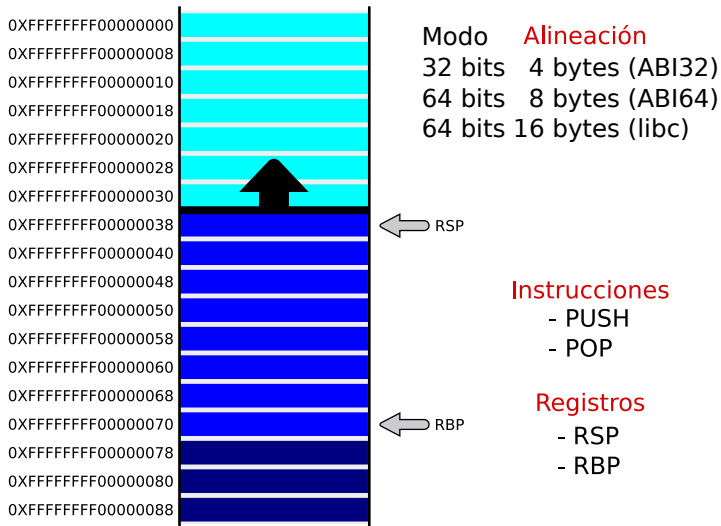 0XFFFFFFFF00000000
0XFFFFFFFF00000008
0XFFFFFFFF00000010
0XFFFFFFFF00000018
0XFFFFFFFF00000020
0XFFFFFFFF00000028
0XFFFFFFFF00000030
0XFFFFFFFF00000038
0XFFFFFFFF00000040
0XFFFFFFFF00000048
0XFFFFFFFF00000050
0XFFFFFFFF00000058
0XFFFFFFFF00000060
0XFFFFFFFF00000068
0XFFFFFFFF00000070
0XFFFFFFFF00000078
0XFFFFFFFF00000080
0XFFFFFFFF00000088
RSP
RBP
Modo Alineación
32 bits 4 bytes (ABI32)
64 bits 8 bytes (ABI64)
64 bits 16 bytes (libc)
Instrucciones
- PUSH
- POP
Registros
- RSP
- RBP